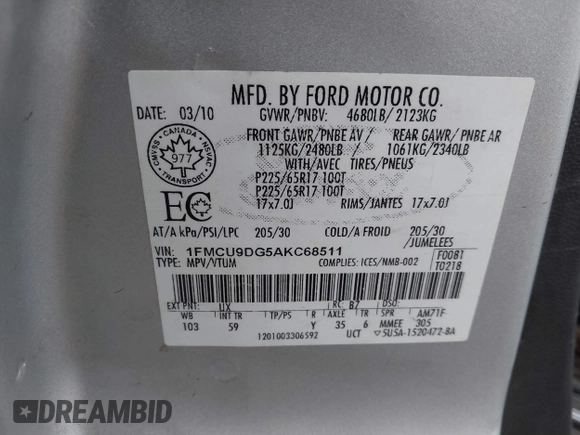 MFD. BY FORD MOTOR CO.
DATE: 03/10 GVWR/PNBV: 4680LB/ 2123KG
FRONT GAWR/PNBE AV REAR GAWR/ PNBE AR
1125KG/2480LB 1061KG/2340LB
WITH/AVEC TIRES/PNEUS
P225/65R17 100T
P225/65R17 100T
17x7.0J RIMS/JANTES 17x7.0J
CANADA
977
TRANSPORT
NSVAC
CMVSS
EC
AT/A kPa/PSI/LPC 205/30 COLD/A FROID 205/30
/JUMELEES
VIN: 1FMCU9DG5AKC68511
TYPE: MPV/VTUM COMPLIES: ICES/NMB-002
F0081
T0218
EXT PNT: UX RC: B7 DSO:
WB INT TR TP/PS R AXLE TR SPR AM71F
103 59 Y 35 6 MMEE 305
1201003306592 UCT 5U5A-1520472-BA
DREAMBID